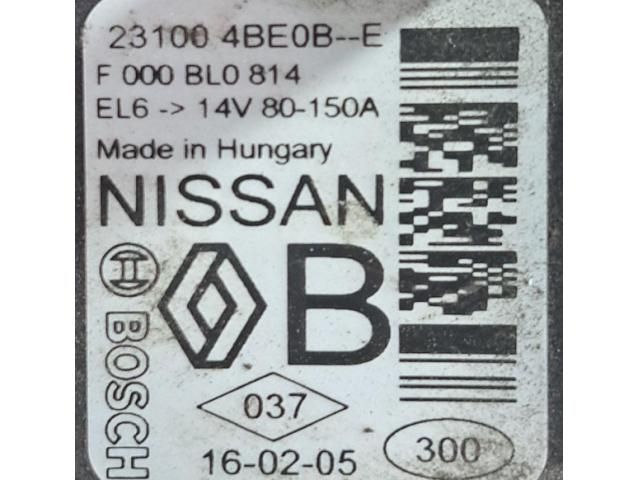 23100 4BE0B--E
F 000 BL0 814
EL6 -> 14V 80-150A
Made in Hungary
NISSAN
BOSCH
B
037
16-02-05
300